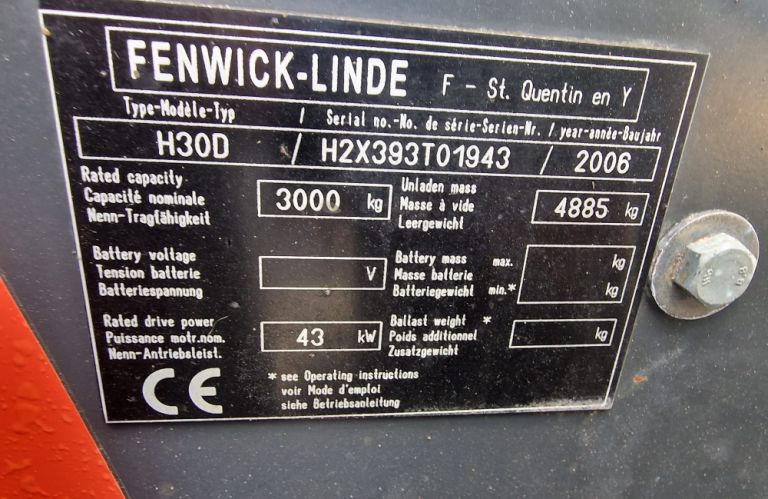 FENWICK-LINDE F - St. Quentin en Y
Type-Modèle-Typ / Serial no.-No. de série-Serien-Nr. / year-année-Baujahr
H30D / H2X393T01943 / 2006
Rated capacity
Capacité nominale
Nenn-Tragfähigkeit
3000 kg
Unladen mass
Masse à vide
Leergewicht
4885 kg
Battery voltage
Tension batterie
Batteriespannung
V
Battery mass max. kg
Masse batterie
Batteriegewicht min.* kg
Rated drive power
Puissance motr.nom.
Nenn-Antriebsleist.
43 kW
Ballast weight *
Poids additionnel
Zusatzgewicht
kg
CE
* see Operating instructions
voir Mode d'emploi
siehe Betriebsanleitung
8.8